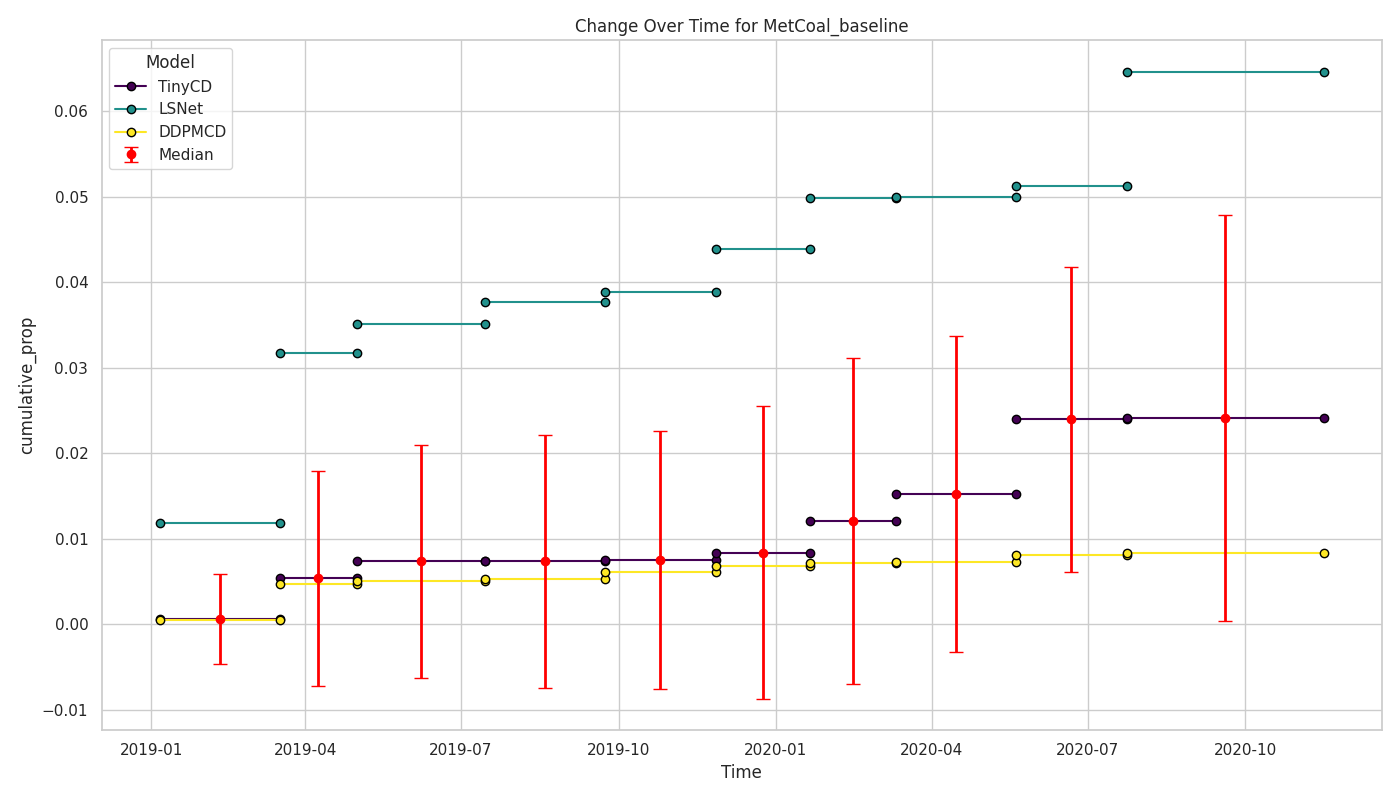 Change Over Time for MetCoal_baseline
Model
TinyCD
LSNet
DDPMCD
Median
cumulative_prop
0.06
0.05
0.04
0.03
0.02
0.01
0.00
−0.01
2019-01
2019-04
2019-07
2019-10
2020-01
2020-04
2020-07
2020-10
Time